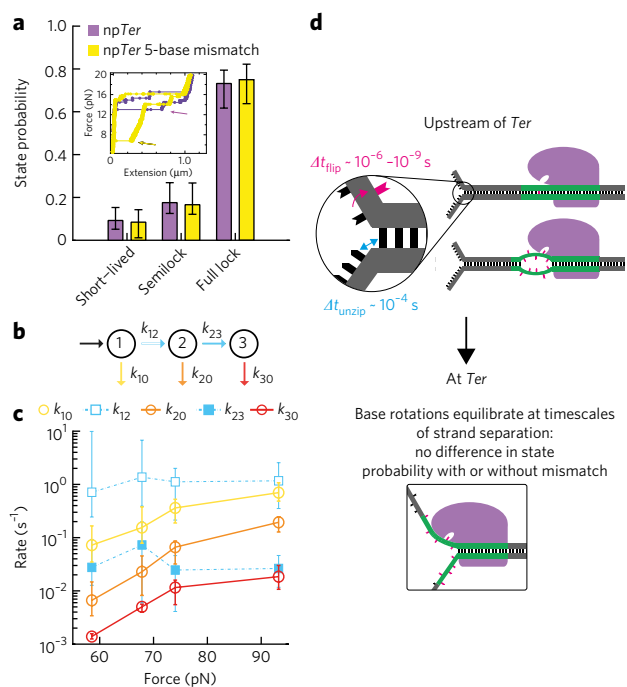 a
npTer
npTer 5-base mismatch
State probability
1.0
0.8
0.6
0.4
0.2
0
Force (pN)
20
16
12
8
4
0
1.0
Extension (μm)
Short–lived
Semilock
Full lock
b
1
k12
2
k23
3
k10
k20
k30
c
k10
k12
k20
k23
k30
Rate (s⁻¹)
10¹
10⁰
10⁻¹
10⁻²
10⁻³
60
70
80
90
Force (pN)
d
Upstream of Ter
Δtflip ~ 10⁻⁶ –10⁻⁹ s
Δtunzip ~10⁻⁴ s
At Ter
Base rotations equilibrate at timescales
of strand separation:
no difference in state
probability with or without mismatch